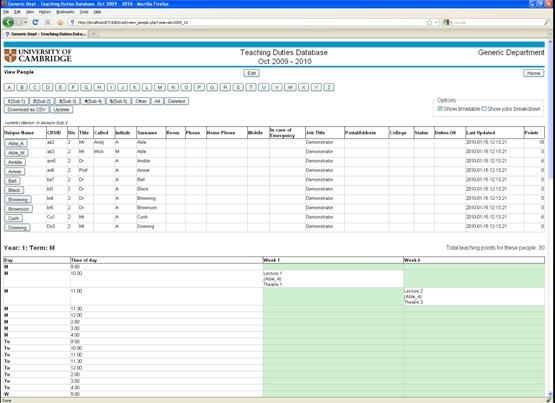 Generic Dept - Teaching Duties Database Oct 2009 - 2010 - Mozilla Firefox
File Edit View History Bookmarks Tools Help
Generic Dept - Teaching Duties Data...
UNIVERSITY OF CAMBRIDGE
Teaching Duties Database
Oct 2009 - 2010
Generic Department
View People
Edit
Home
A B C D E F G H I J K L M N O P Q R S T U V W X Y Z
1(Sub 1) 2(Sub 2) 3(Sub 3) 4(Sub 4) 5(Sub 5) Other All Deleted
Download as CSV Update
Options
Show timetable Show jobs breakdown
current criterion: in division Sub 2
Unique Name CRSID Div Title Called Initials Surname Room Phone Home Phone Mobile In case of Emergency Job Title PostalAddress College Status Duties-OK Last Updated Points
Able_A ab2 2 Mr Andy A Able Demonstrator 2010-01-15 12:13:21 18
Able_M ab3 2 Mr Mick M Able Demonstrator 2010-01-15 12:13:21 0
Amble am5 2 Dr A Amble Demonstrator 2010-01-15 12:13:21 6
Anwar an6 2 Prof A Anwar Demonstrator 2010-01-15 12:13:21 0
Bell be7 2 Dr A Bell Demonstrator 2010-01-15 12:13:21 0
Black bl3 2 Dr A Black Demonstrator 2010-01-15 12:13:21 0
Browning br4 2 Dr A Browning Demonstrator 2010-01-15 12:13:21 0
Brownson br5 2 Dr A Brownson Demonstrator 2010-01-15 12:13:21 0
Cush Cu1 2 Mr A Cush Demonstrator 2010-01-15 12:13:21 6
Downing Do3 2 Mr A Downing Demonstrator 2010-01-15 12:13:21 0
Year: 1: Term: M
Total teaching points for these people: 30
Day Time of day Week 1 Week 6
M 9.00
M 10.00 Lecture 1
(Able_A)
Theatre 1
M 11.00 Lecture 2
(Able_A)
Theatre 3
M 11.30
M 12.00
M 2.00
M 3.00
M 4.00
Tu 9.00
Tu 10.00
Tu 11.00
Tu 11.30
Tu 12.00
Tu 2.00
Tu 3.00
Tu 4.00
W 9.00
Done